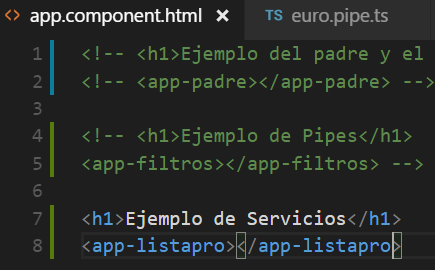 <> app.component.html × TS euro.pipe.ts
1 <!-- <h1>Ejemplo del padre y el
2 <!-- <app-padre></app-padre> -->
3
4 <!-- <h1>Ejemplo de Pipes</h1>
5 <app-filtros></app-filtros> -->
6
7 <h1>Ejemplo de Servicios</h1>
8 <app-listapro></app-listapro>